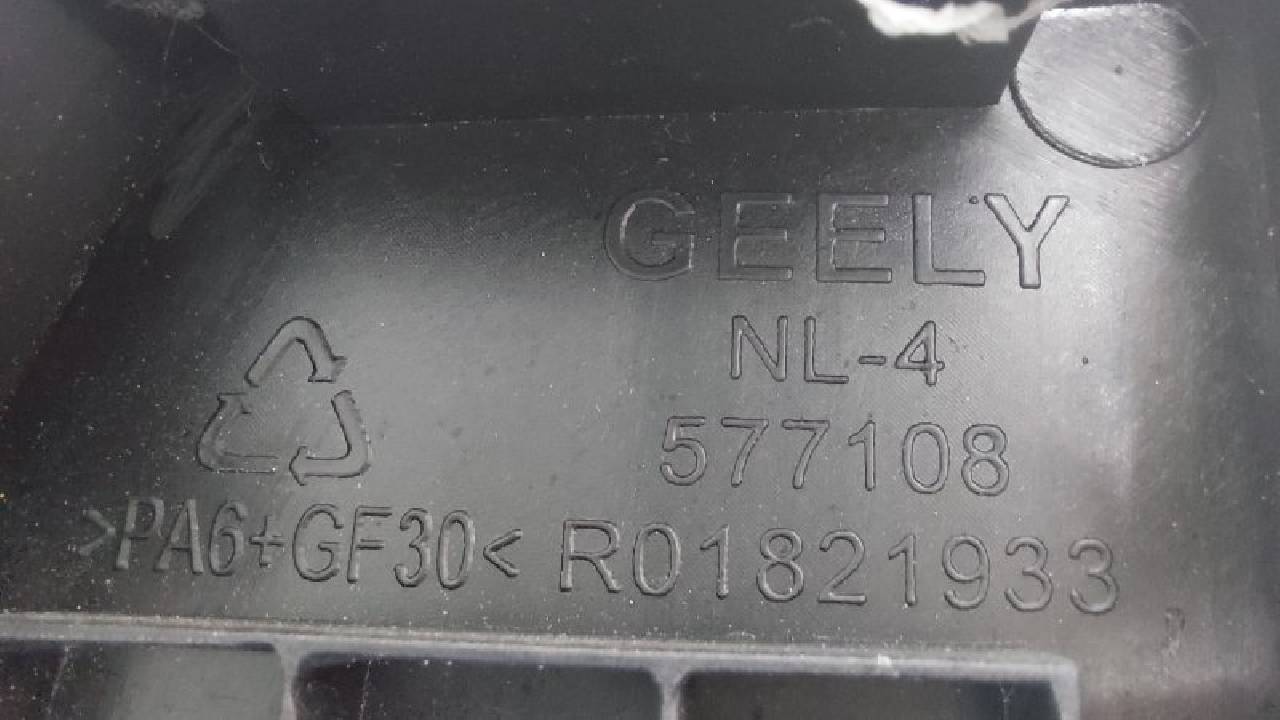 GEELY
NL-4
577108
>PA6+GF30< R01821933